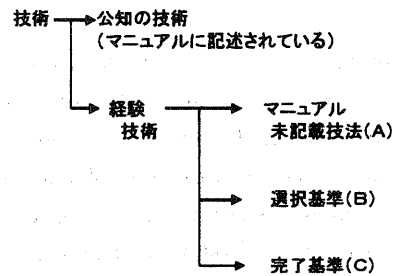 技術 公知の技術
(マニュアルに記述されている)
経験 マニュアル
技術 未記載技法(A)
選択基準(B)
完了基準(C)